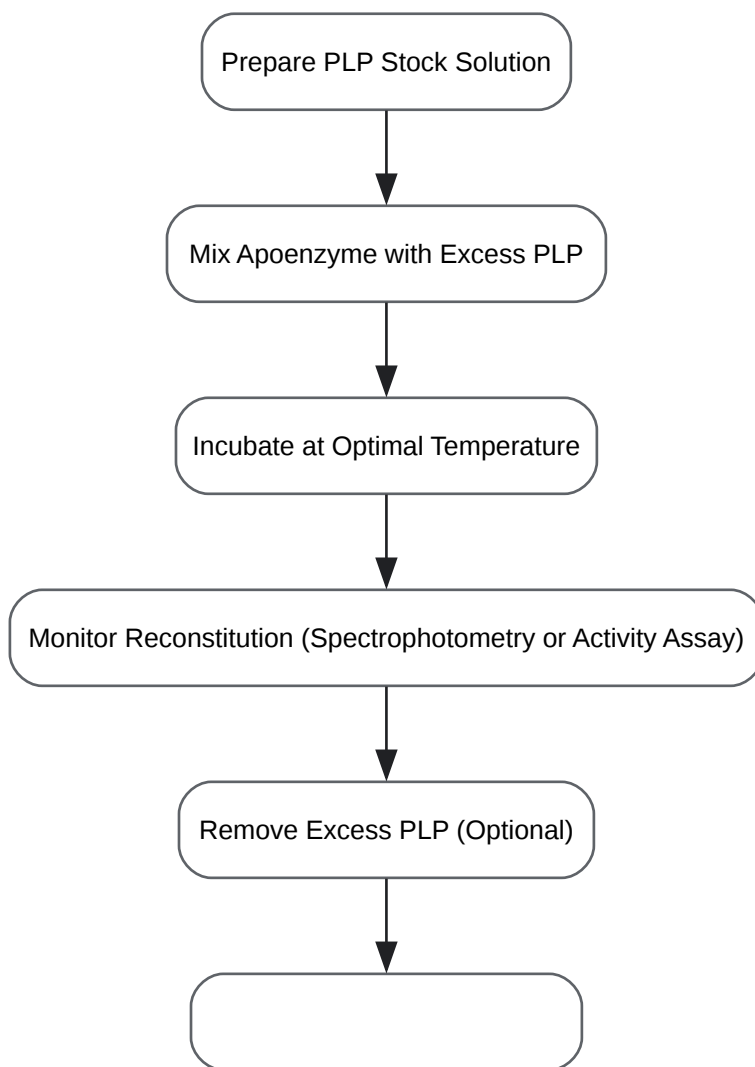 Prepare PLP Stock Solution
Mix Apoenzyme with Excess PLP
Incubate at Optimal Temperature
Monitor Reconstitution (Spectrophotometry or Activity Assay)
Remove Excess PLP (Optional)